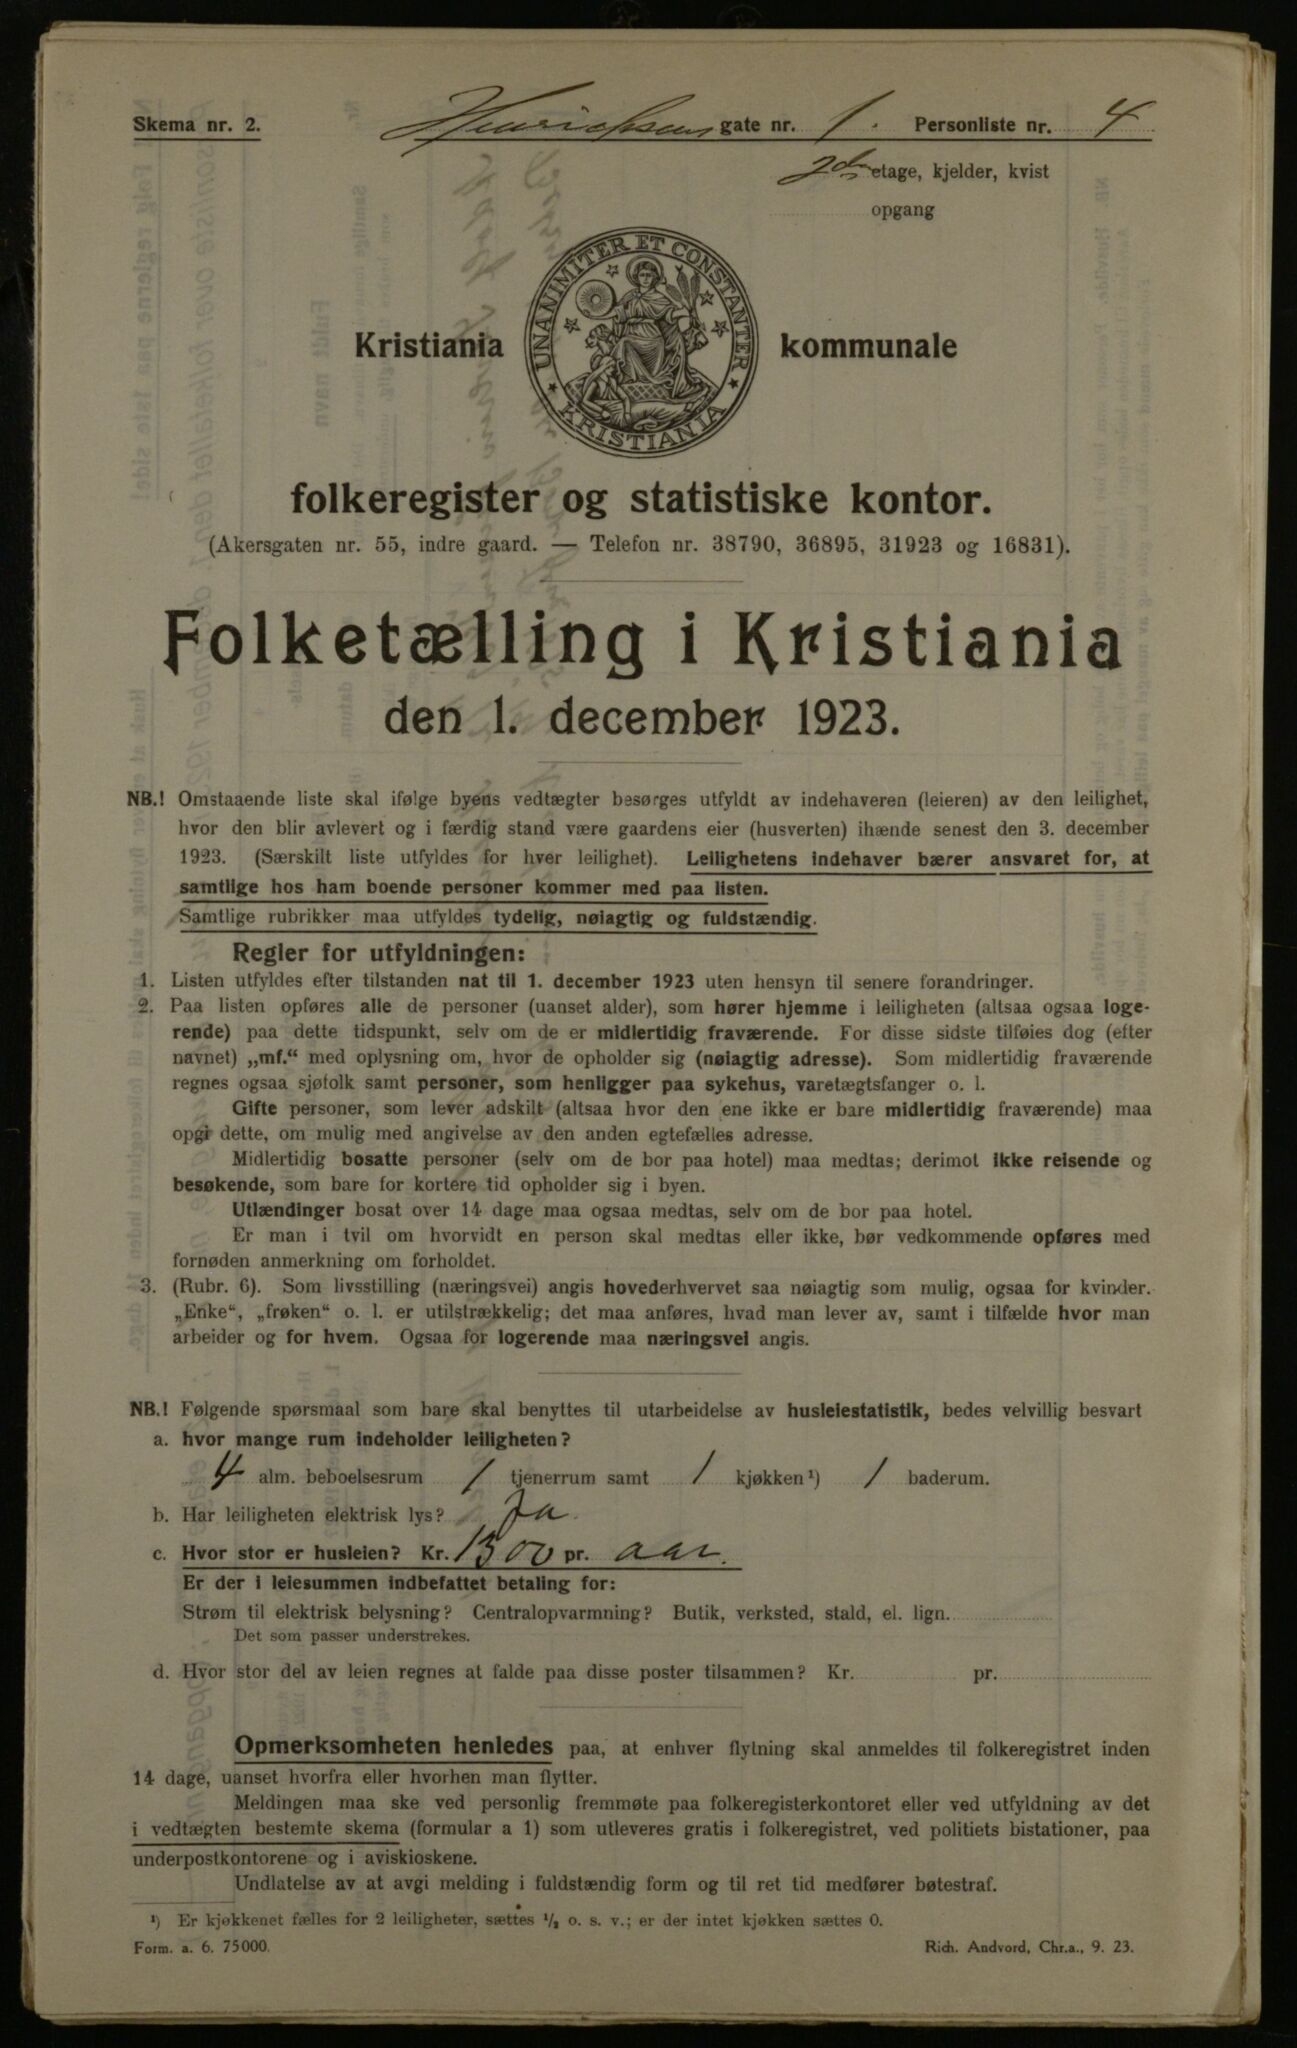 Skema nr. 2. Henrichsens gate nr. 1. Personliste nr. 4
2den etage, kjelder, kvist
opgang
UNANIMITER ET CONSTANTER
KRISTIANIA
Kristiania kommunale
folkeregister og statistiske kontor.
(Akersgaten nr. 55, indre gaard. — Telefon nr. 38790, 36895, 31923 og 16831).
Folketælling i Kristiania
den 1. december 1923.
NB.! Omstaaende liste skal ifølge byens vedtægter besørges utfyldt av indehaveren (leieren) av den leilighet,
hvor den blir avlevert og i færdig stand være gaardens eier (husverten) ihænde senest den 3. december
1923. (Særskilt liste utfyldes for hver leilighet). Leilighetens indehaver bærer ansvaret for, at
samtlige hos ham boende personer kommer med paa listen.
Samtlige rubrikker maa utfyldes tydelig, nøiagtig og fuldstændig.
Regler for utfyldningen:
1. Listen utfyldes efter tilstanden nat til 1. december 1923 uten hensyn til senere forandringer.
2. Paa listen opføres alle de personer (uanset alder), som hører hjemme i leiligheten (altsaa ogsaa loge-
rende) paa dette tidspunkt, selv om de er midlertidig fraværende. For disse sidste tilføies dog (efter
navnet) „mf.“ med oplysning om, hvor de opholder sig (nøiagtig adresse). Som midlertidig fraværende
regnes ogsaa sjøfolk samt personer, som henligger paa sykehus, varetægtsfanger o. l.
Gifte personer, som lever adskilt (altsaa hvor den ene ikke er bare midlertidig fraværende) maa
opgi dette, om mulig med angivelse av den anden egtefælles adresse.
Midlertidig bosatte personer (selv om de bor paa hotel) maa medtas; derimot ikke reisende og
besøkende, som bare for kortere tid opholder sig i byen.
Utlændinger bosat over 14 dage maa ogsaa medtas, selv om de bor paa hotel.
Er man i tvil om hvorvidt en person skal medtas eller ikke, bør vedkommende opføres med
fornøden anmerkning om forholdet.
3. (Rubr. 6). Som livsstilling (næringsvei) angis hovederhvervet saa nøiagtig som mulig, ogsaa for kvinder.
„Enke“, „frøken“ o. l. er utilstrækkelig; det maa anføres, hvad man lever av, samt i tilfælde hvor man
arbeider og for hvem. Ogsaa for logerende maa næringsvei angis.
NB.! Følgende spørsmaal som bare skal benyttes til utarbeidelse av husleiestatistik, bedes velvillig besvart
a. hvor mange rum indeholder leiligheten?
4 alm. beboelsesrum 1 tjenerrum samt 1 kjøkken ¹) 1 baderum.
b. Har leiligheten elektrisk lys? Ja.
c. Hvor stor er husleien? Kr. 1300 pr. aar.
Er der i leiesummen indbefattet betaling for:
Strøm til elektrisk belysning? Centralopvarmning? Butik, verksted, stald, el. lign.
Det som passer understrekes.
d. Hvor stor del av leien regnes at falde paa disse poster tilsammen? Kr. pr.
Opmerksomheten henledes paa, at enhver flytning skal anmeldes til folkeregistret inden
14 dage, uanset hvorfra eller hvorhen man flytter.
Meldingen maa ske ved personlig fremmøte paa folkeregisterkontoret eller ved utfyldning av det
i vedtægten bestemte skema (formular a 1) som utleveres gratis i folkeregistret, ved politiets bistationer, paa
underpostkontorene og i aviskioskene.
Undlatelse av at avgi melding i fuldstændig form og til ret tid medfører bøtestraf.
¹) Er kjøkkenet fælles for 2 leiligheter, sættes ½ o. s. v.; er der intet kjøkken sættes 0.
Form. a. 6. 75000. Rich. Andvord, Chr.a., 9. 23.